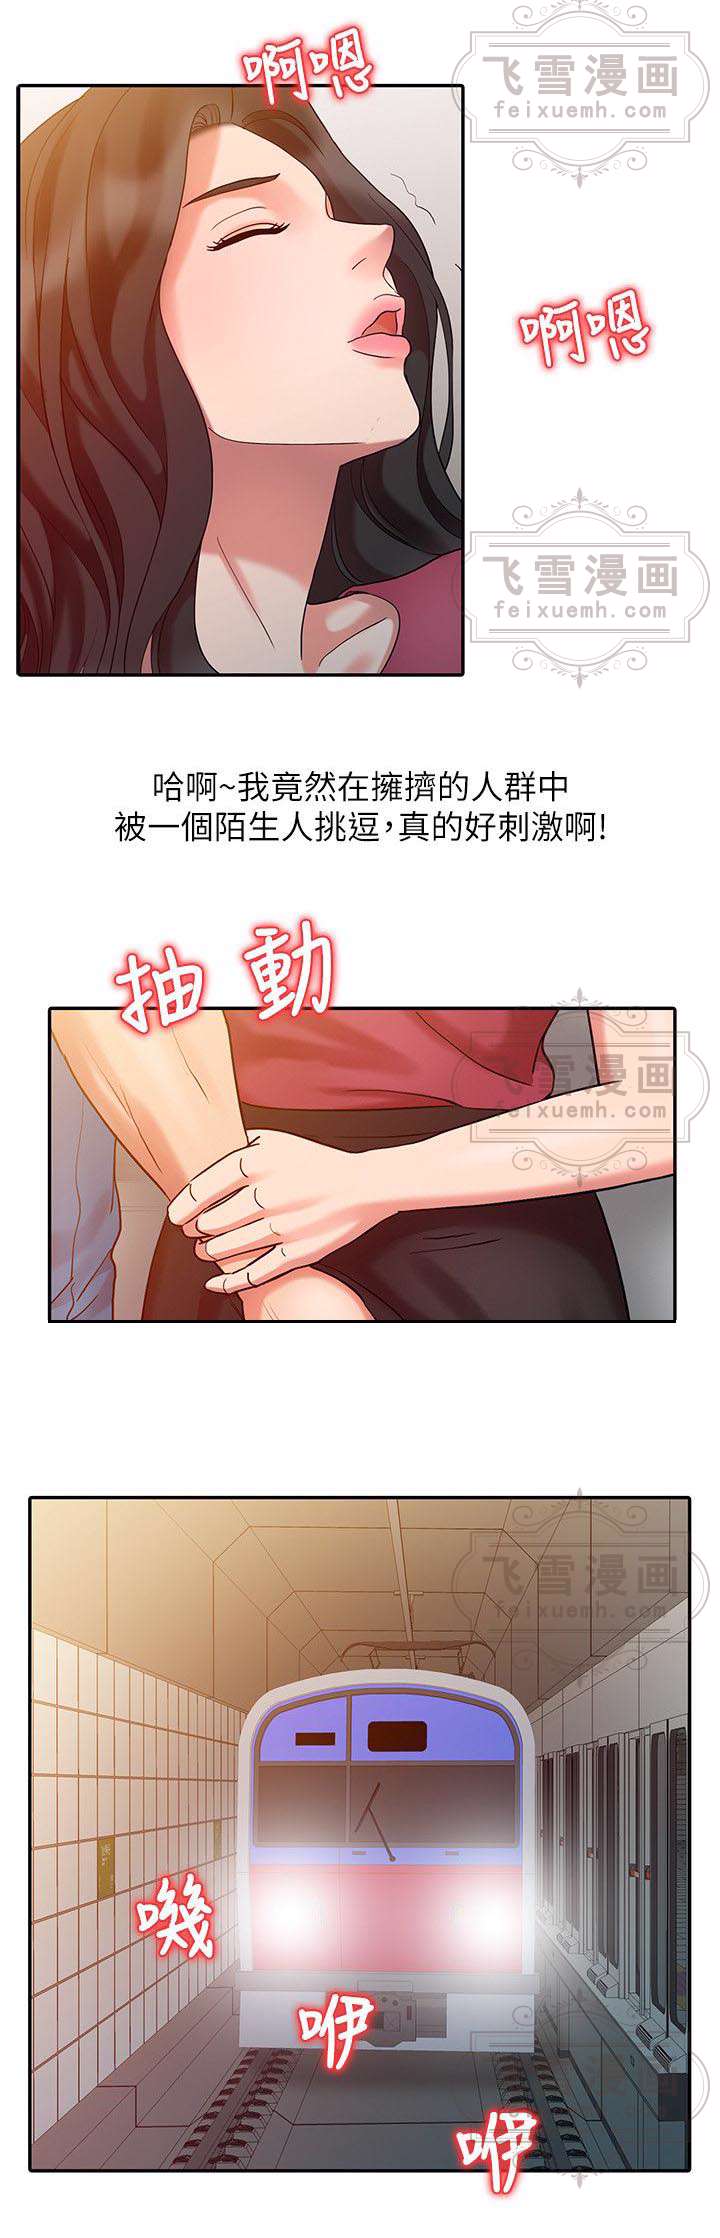 啊嗯
飞雪漫画
feixuemh.com
啊嗯
飞雪漫画
feixuemh.com
哈啊~我竟然在擁擠的人群中
被一個陌生人挑逗,真的好刺激啊!
抽動
飞雪漫画
feixuemh.com
飞雪漫画
feixuemh.com
嘰
咿
咿